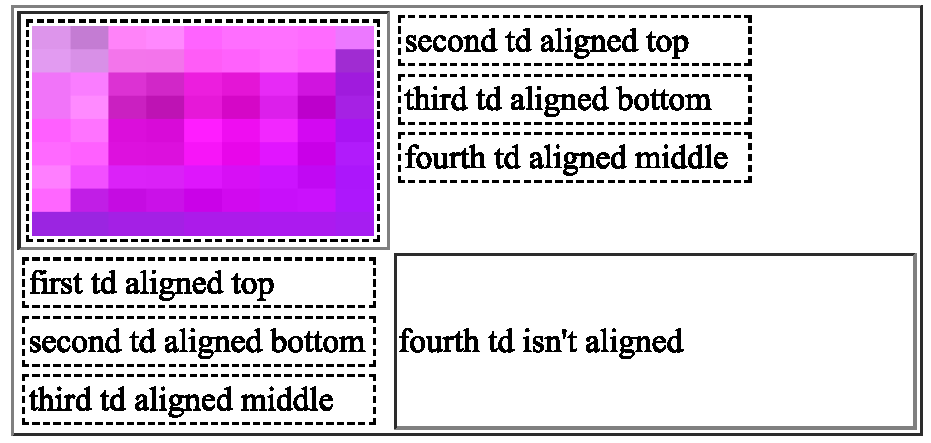 second td aligned top
third td aligned bottom
fourth td aligned middle
first td aligned top
second td aligned bottom
third td aligned middle
fourth td isn't aligned